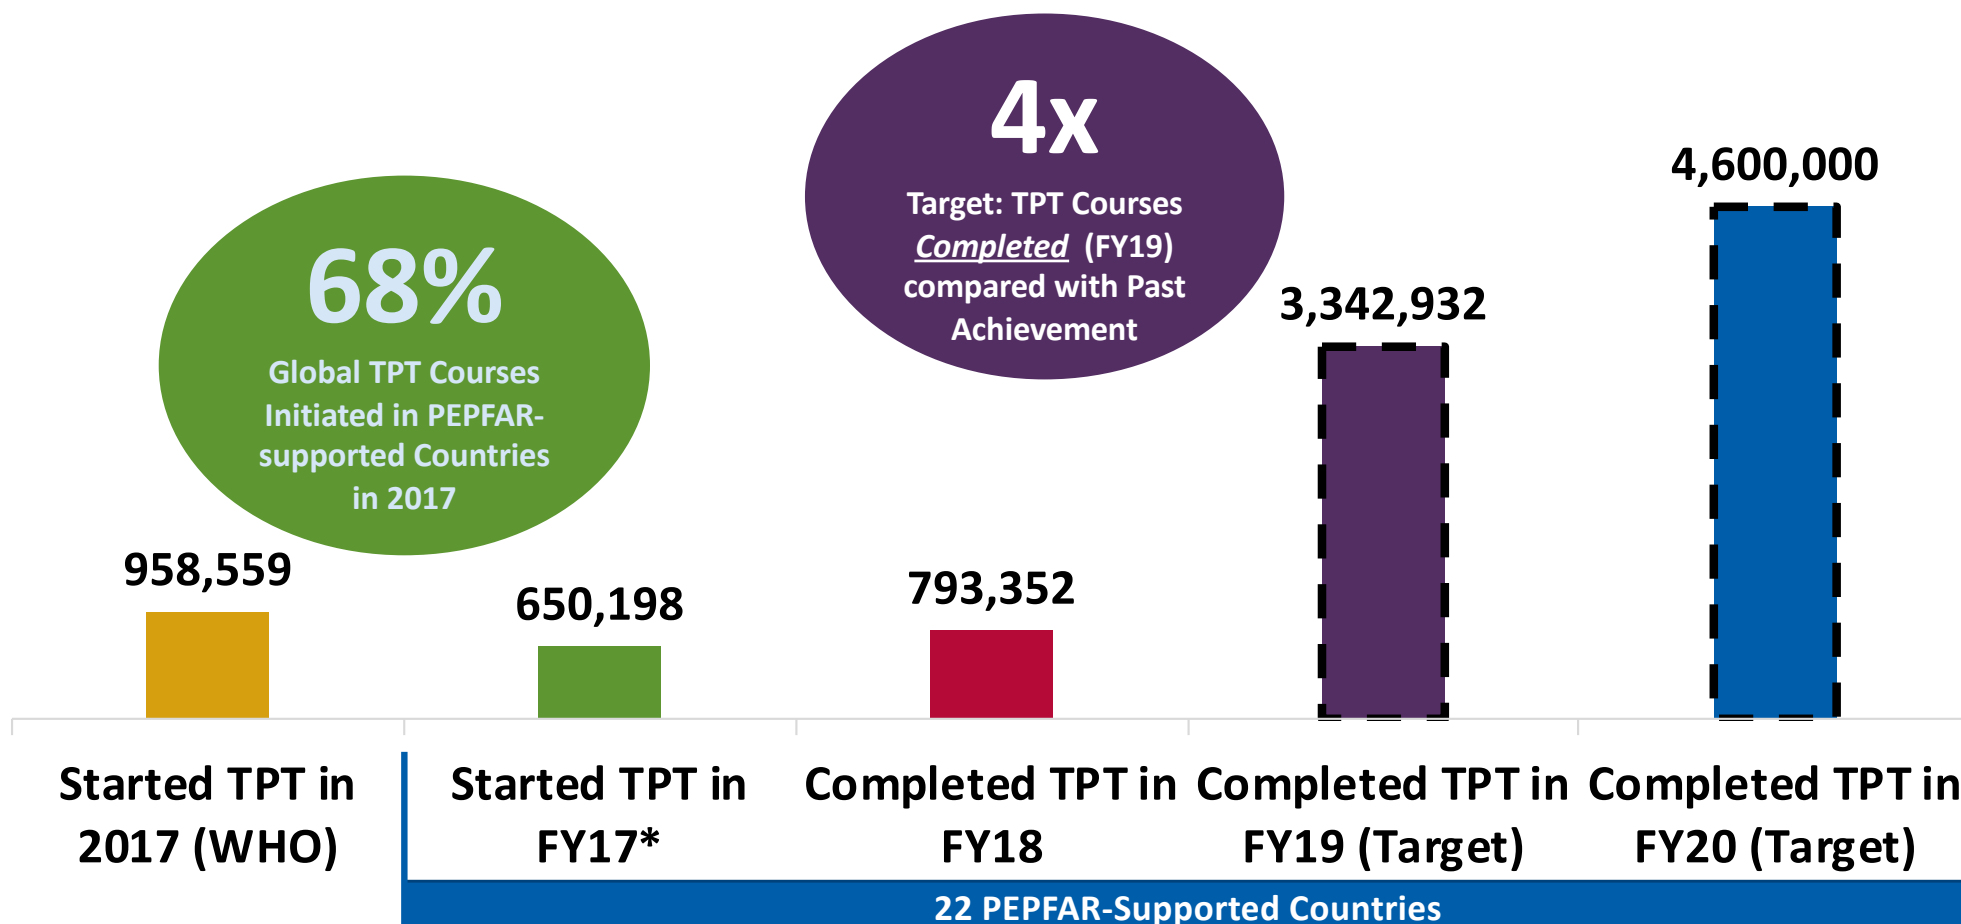 4x
Target: TPT Courses
Completed (FY19)
compared with Past
Achievement
68%
Global TPT Courses
Initiated in PEPFAR-
supported Countries
in 2017
958,559
650,198
793,352
3,342,932
4,600,000
Started TPT in
2017 (WHO)
Started TPT in
FY17*
Completed TPT in
FY18
Completed TPT in
FY19 (Target)
Completed TPT in
FY20 (Target)
22 PEPFAR-Supported Countries